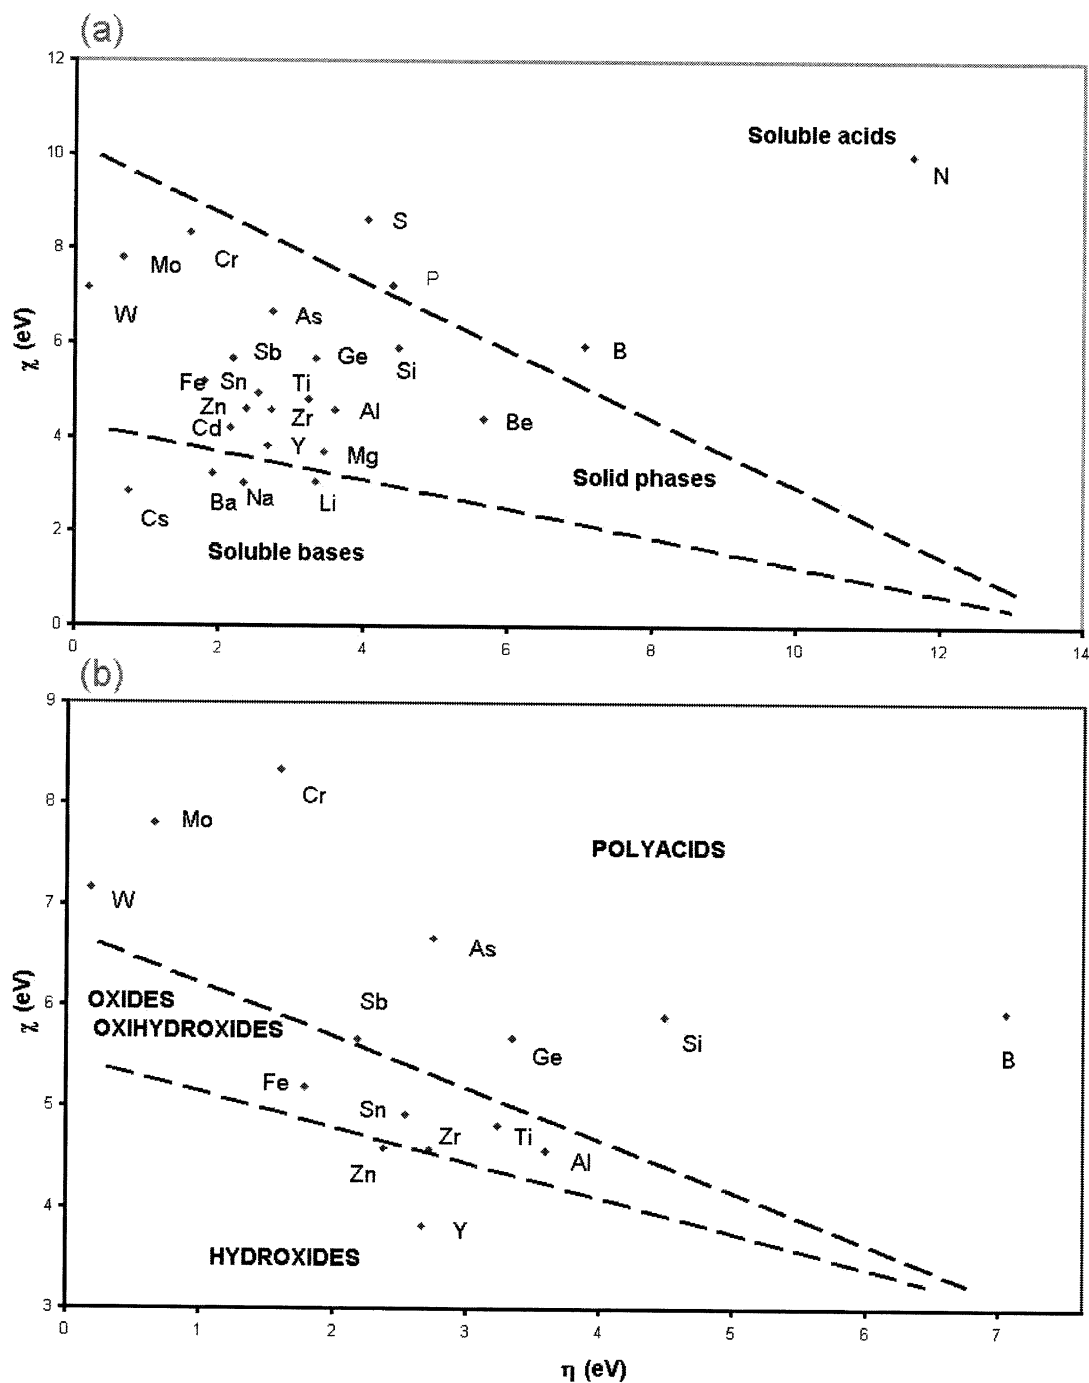 (a)
12
Soluble acids
10
N
S
8
Mo
Cr
P
W
As
χ (eV)
6
Sb
Ge
Si
B
Fe
Sn
Ti
Zn
Al
Be
Cd
Zr
4
Y
Mg
Solid phases
Ba
Na
Li
Cs
2
Soluble bases
0
0 2 4 6 8 10 12 14
(b)
9
Cr
8
Mo
POLYACIDS
7
W
As
χ (eV)
6
OXIDES
Sb
OXIHYDROXIDES
Ge
Si
B
5
Fe
Sn
Zr
Ti
Zn
Al
4
Y
HYDROXIDES
3
0 1 2 3 4 5 6 7
η (eV)